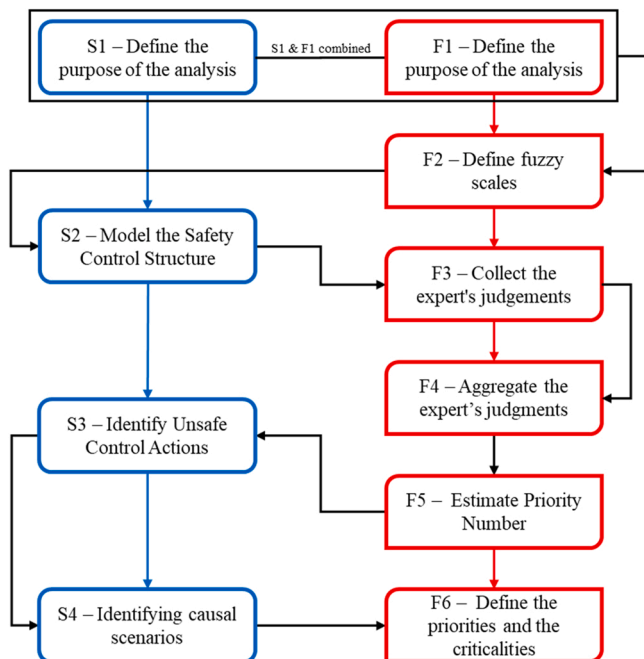 S1 – Define the
purpose of the analysis
S1 & F1 combined
F1 – Define the
purpose of the analysis
F2 – Define fuzzy
scales
S2 – Model the Safety
Control Structure
F3 – Collect the
expert's judgements
F4 – Aggregate the
expert’s judgments
S3 – Identify Unsafe
Control Actions
F5 – Estimate Priority
Number
S4 – Identifying causal
scenarios
F6 – Define the
priorities and the
criticalities